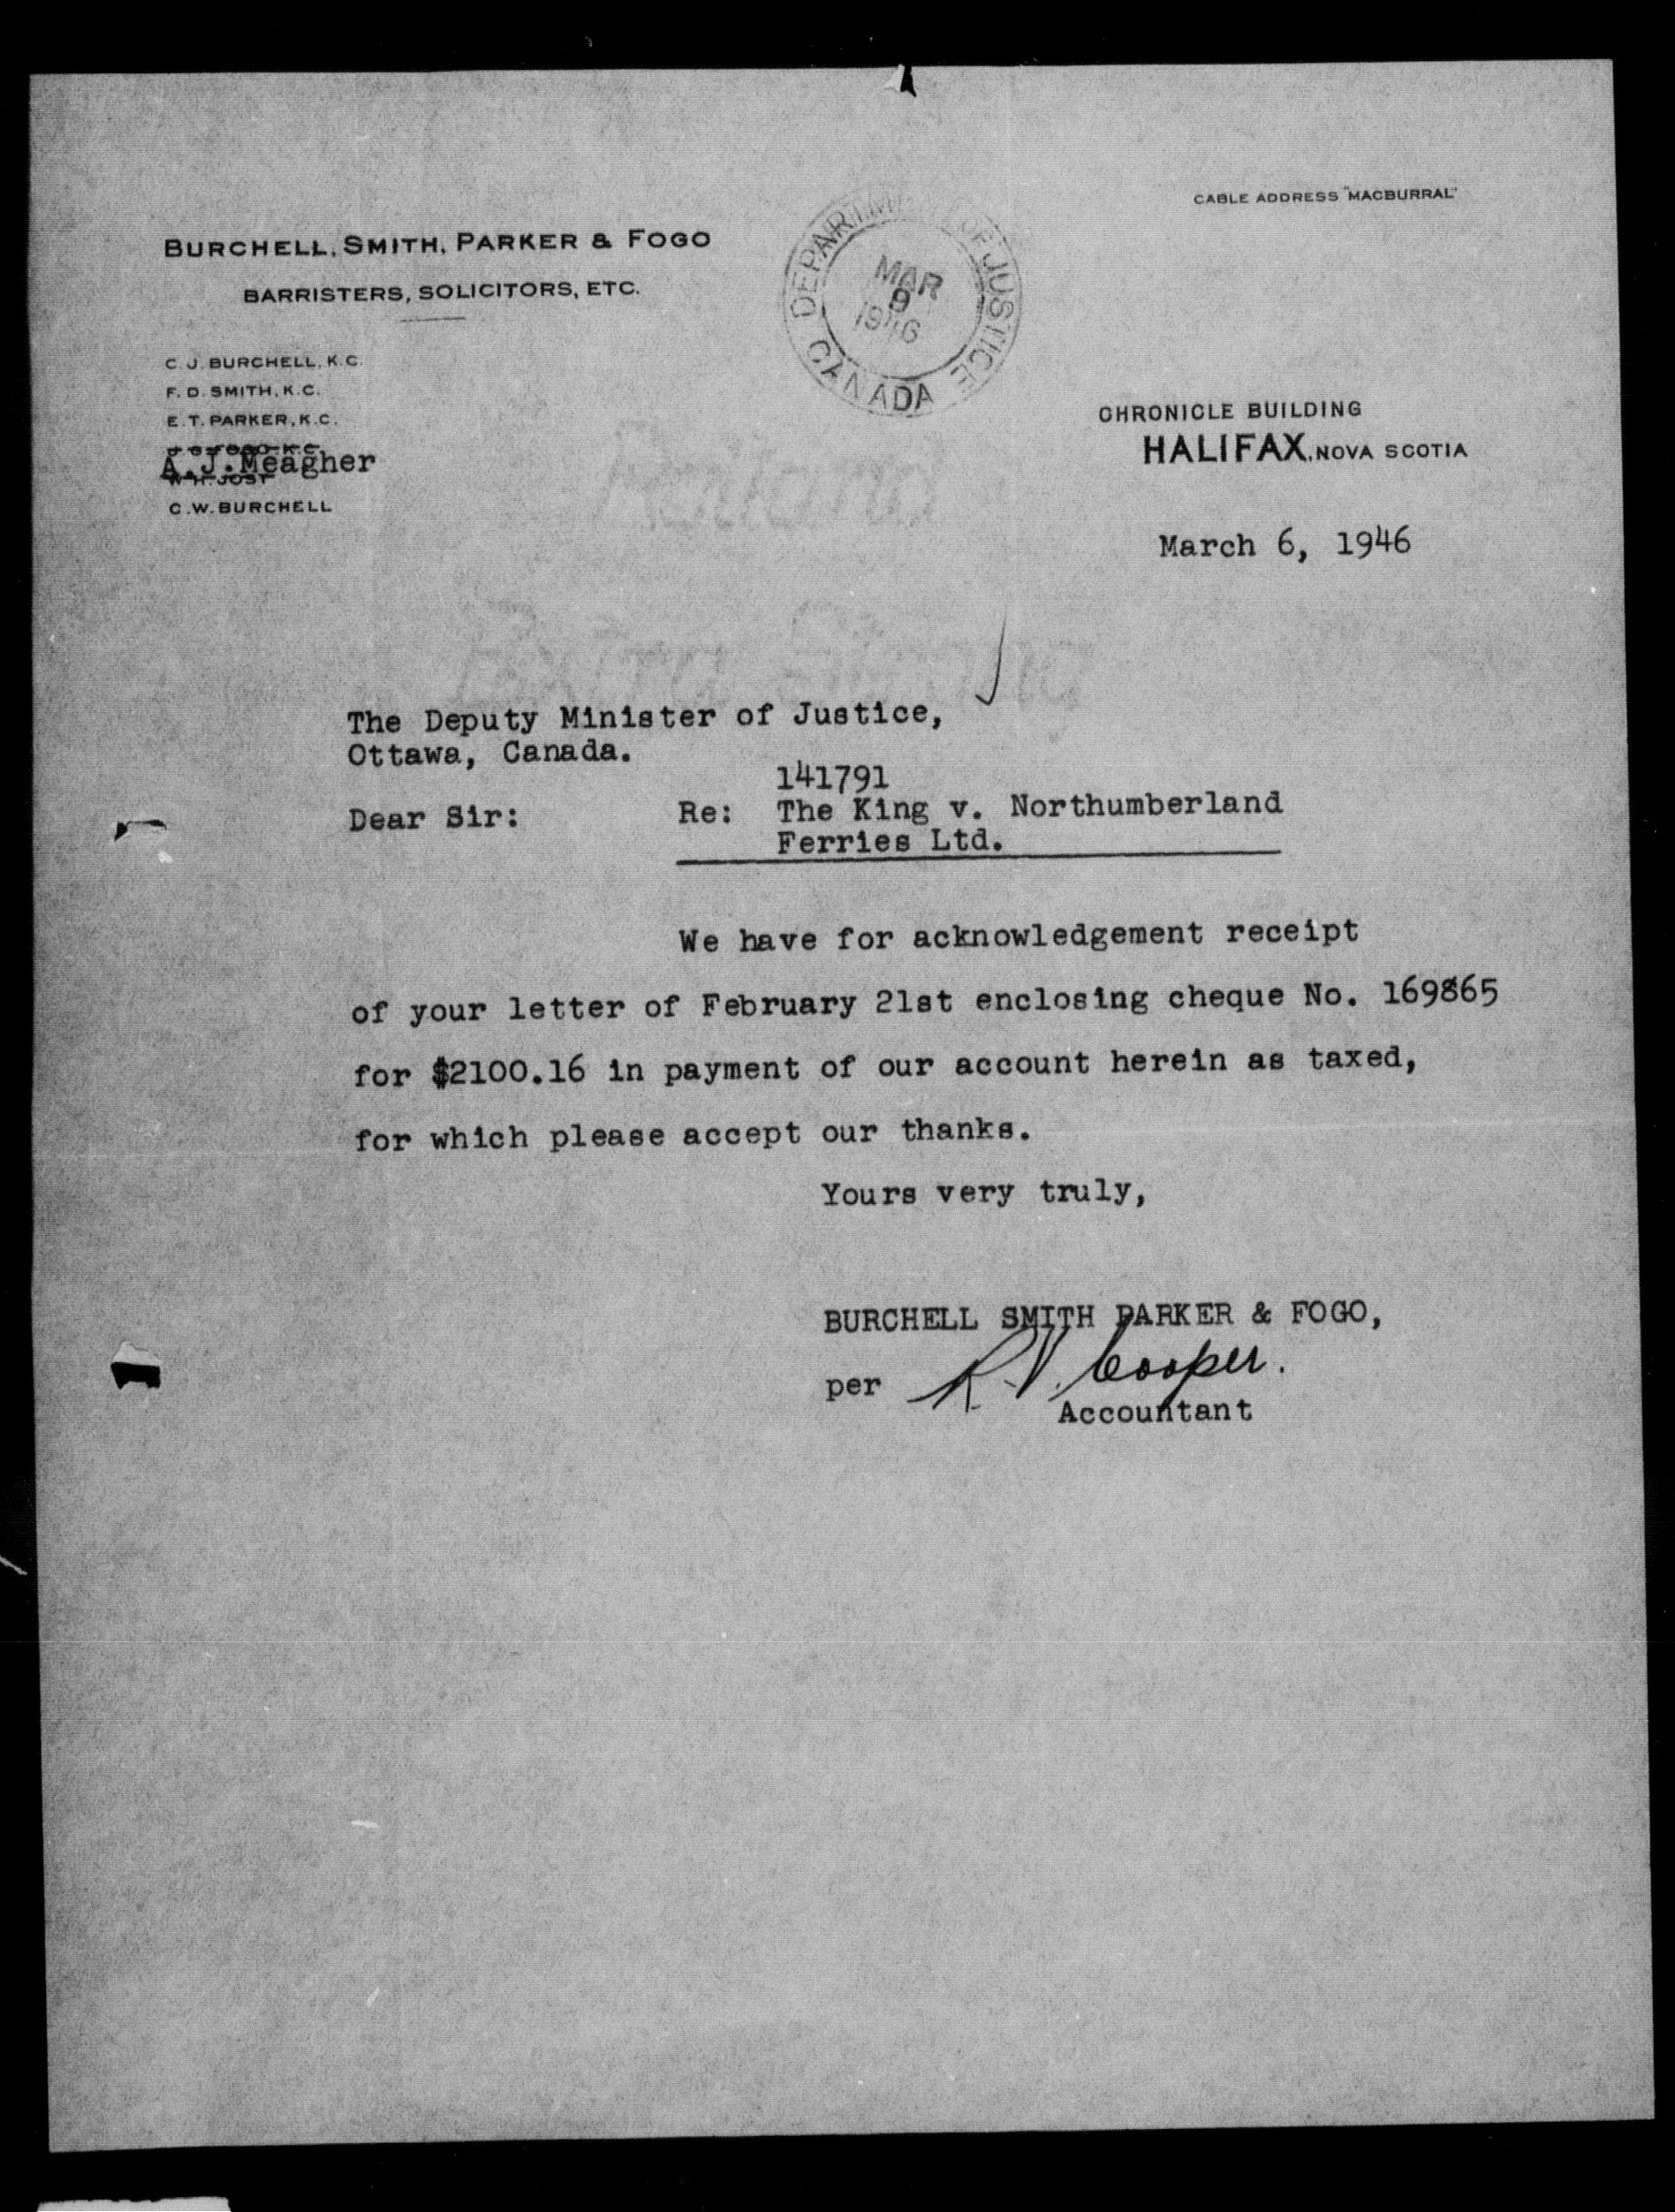 CABLE ADDRESS "MACBURRAL"
BURCHELL, SMITH, PARKER & FOGO
BARRISTERS, SOLICITORS, ETC.
DEPARTMENT OF JUSTICE
MAR
9
1946
CANADA
C. J. BURCHELL, K.C.
F. D. SMITH, K.C.
E. T. PARKER, K.C.
J. G. FOGO, K.C.
A.J.Meagher
W. H. JOST
C. W. BURCHELL
CHRONICLE BUILDING
HALIFAX, NOVA SCOTIA
March 6, 1946
The Deputy Minister of Justice,
Ottawa, Canada.
141791
Dear Sir: Re: The King v. Northumberland
Ferries Ltd.
We have for acknowledgement receipt
of your letter of February 21st enclosing cheque No. 169865
for $2100.16 in payment of our account herein as taxed,
for which please accept our thanks.
Yours very truly,
BURCHELL SMITH PARKER & FOGO,
per R. V. Cooper.
Accountant